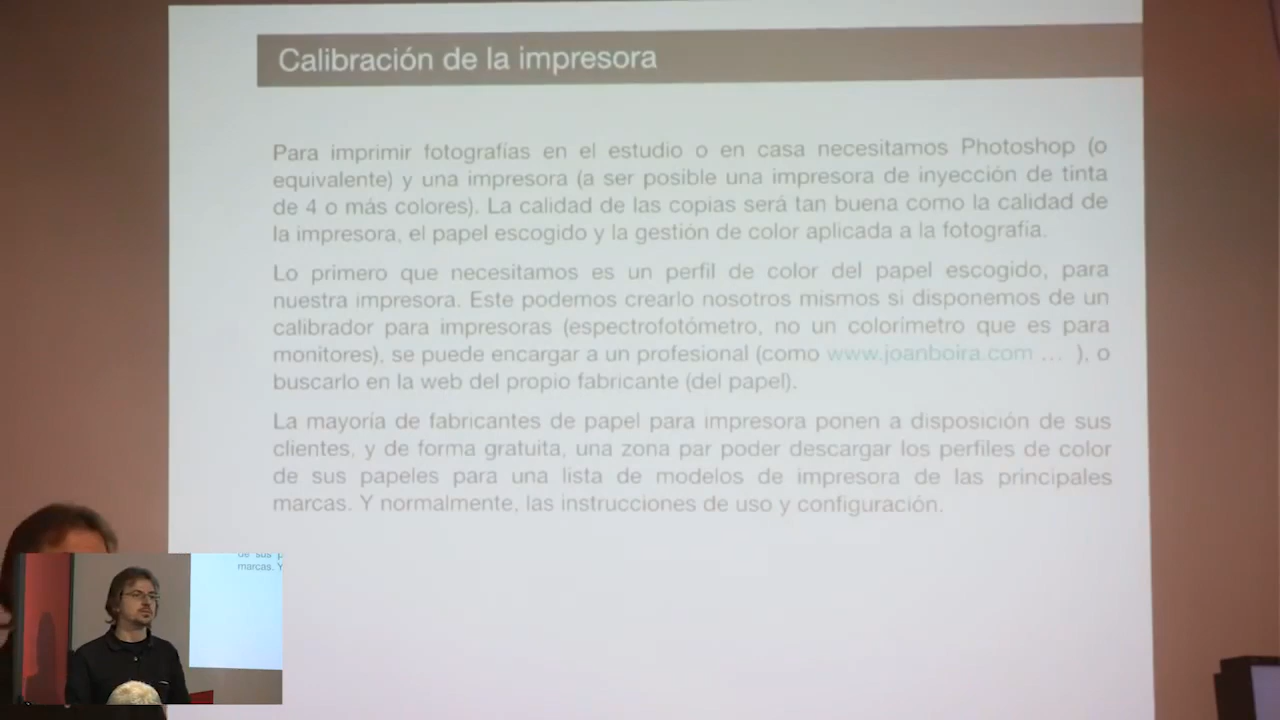 Calibración de la impresora
Para imprimir fotografías en el estudio o en casa necesitamos Photoshop (o
equivalente) y una impresora (a ser posible una impresora de inyección de tinta
de 4 o más colores). La calidad de las copias será tan buena como la calidad de
la impresora, el papel escogido y la gestión de color aplicada a la fotografía.
Lo primero que necesitamos es un perfil de color del papel escogido, para
nuestra impresora. Este podemos crearlo nosotros mismos si disponemos de un
calibrador para impresoras (espectrofotómetro, no un colorímetro que es para
monitores), se puede encargar a un profesional (como www.joanboira.com ... ), o
buscarlo en la web del propio fabricante (del papel).
La mayoría de fabricantes de papel para impresora ponen a disposición de sus
clientes, y de forma gratuita, una zona par poder descargar los perfiles de color
de sus papeles para una lista de modelos de impresora de las principales
marcas. Y normalmente, las instrucciones de uso y configuración.
de sus p
marcas. Y